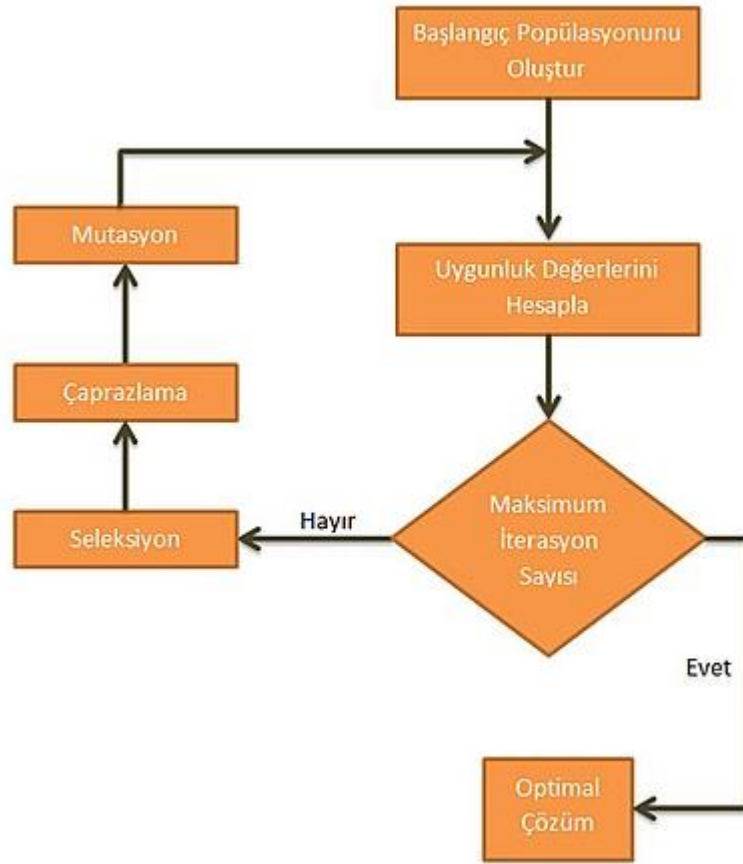 Başlangıç Popülasyonunu
Oluştur
Mutasyon
Uygunluk Değerlerini
Hesapla
Çaprazlama
Maksimum
İterasyon
Sayısı
Hayır
Seleksiyon
Evet
Optimal
Çözüm